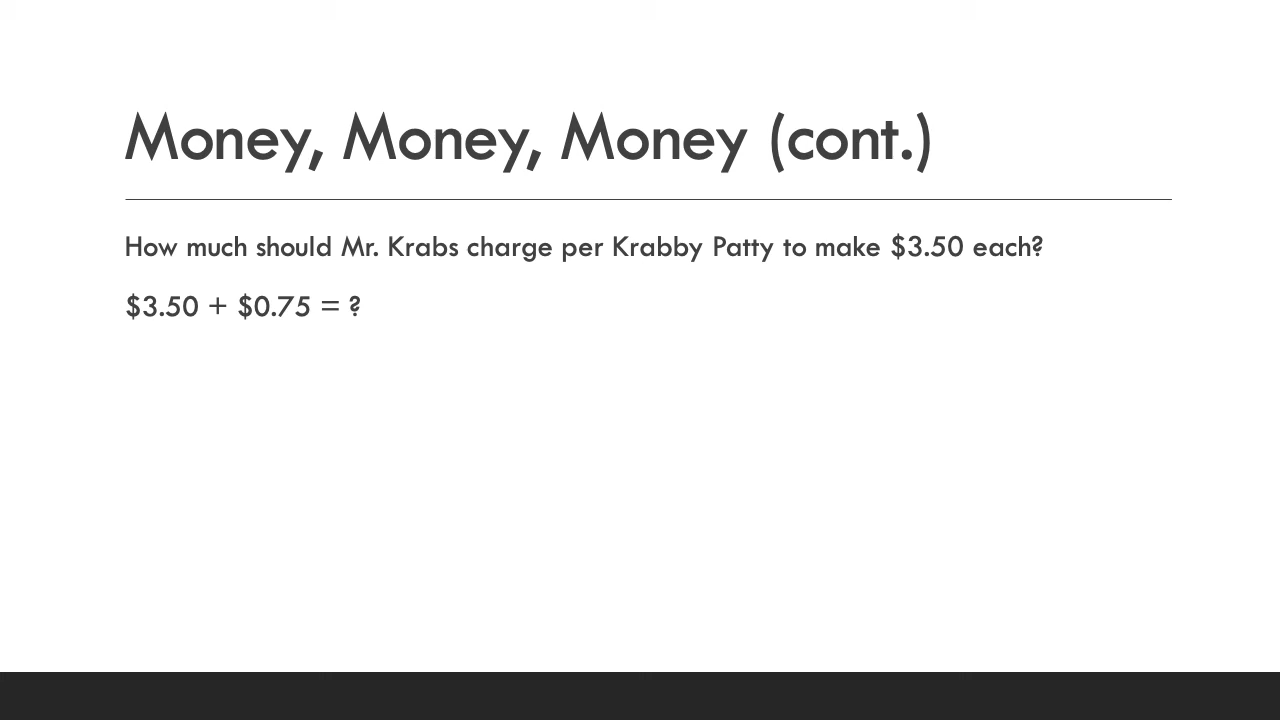 Money, Money, Money (cont.)
How much should Mr. Krabs charge per Krabby Patty to make $3.50 each?
$3.50 + $0.75 = ?